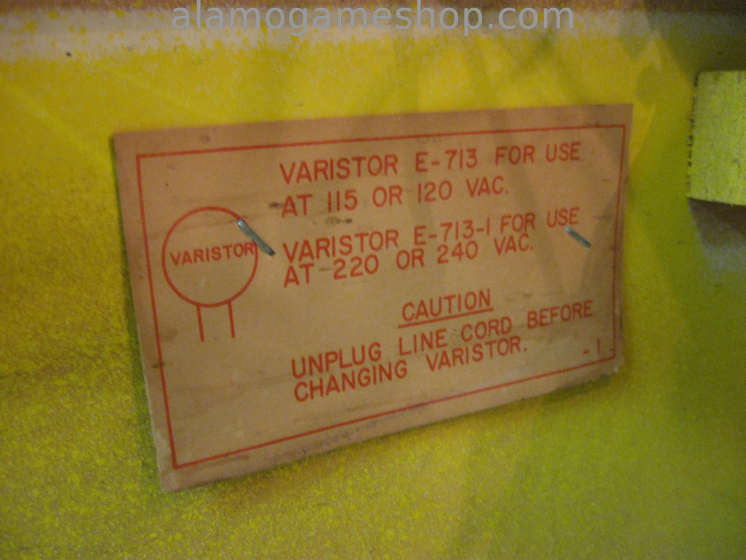 alamogameshop.com
VARISTOR E-713 FOR USE
AT 115 OR 120 VAC.
VARISTOR
VARISTOR E-713-1 FOR USE
AT 220 OR 240 VAC.
CAUTION
UNPLUG LINE CORD BEFORE
CHANGING VARISTOR.
-1